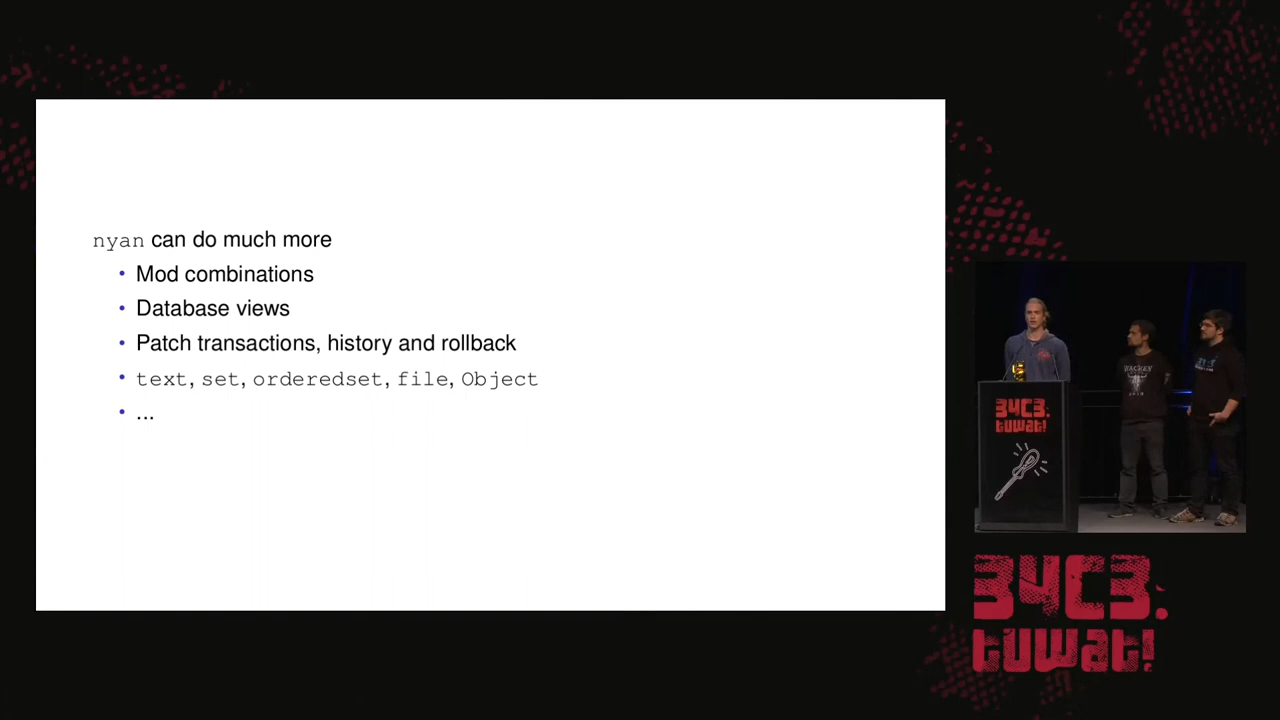 nyan can do much more
• Mod combinations
• Database views
• Patch transactions, history and rollback
• text, set, orderedset, file, Object
• ...
34C3.
tuwat!
WACKEN
34C3.
tuwat!